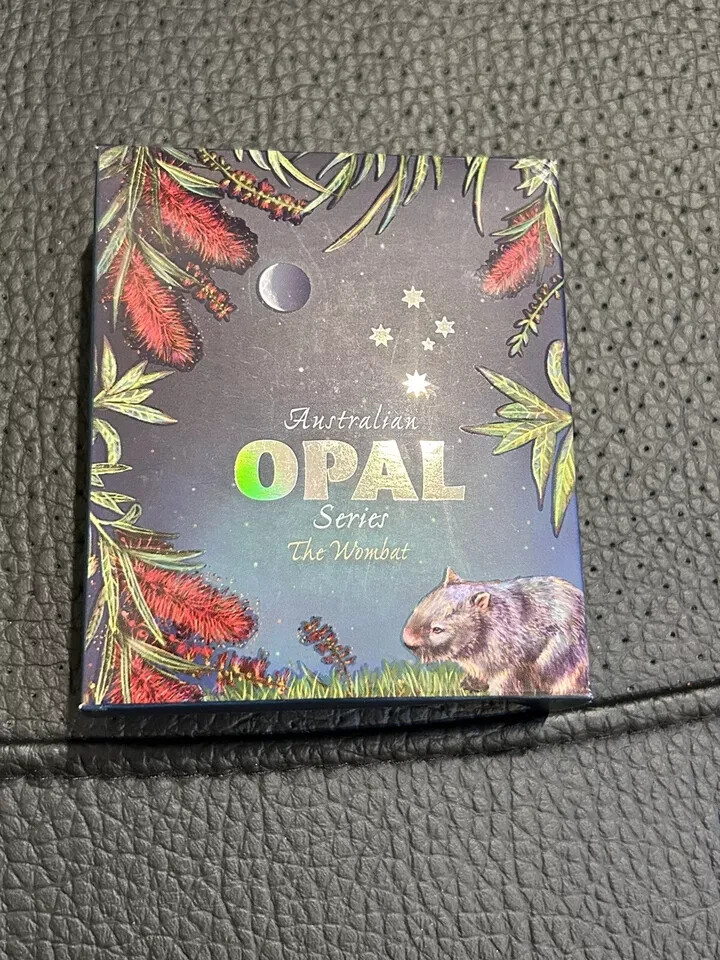 Australian
OPAL
Series
The Wombat